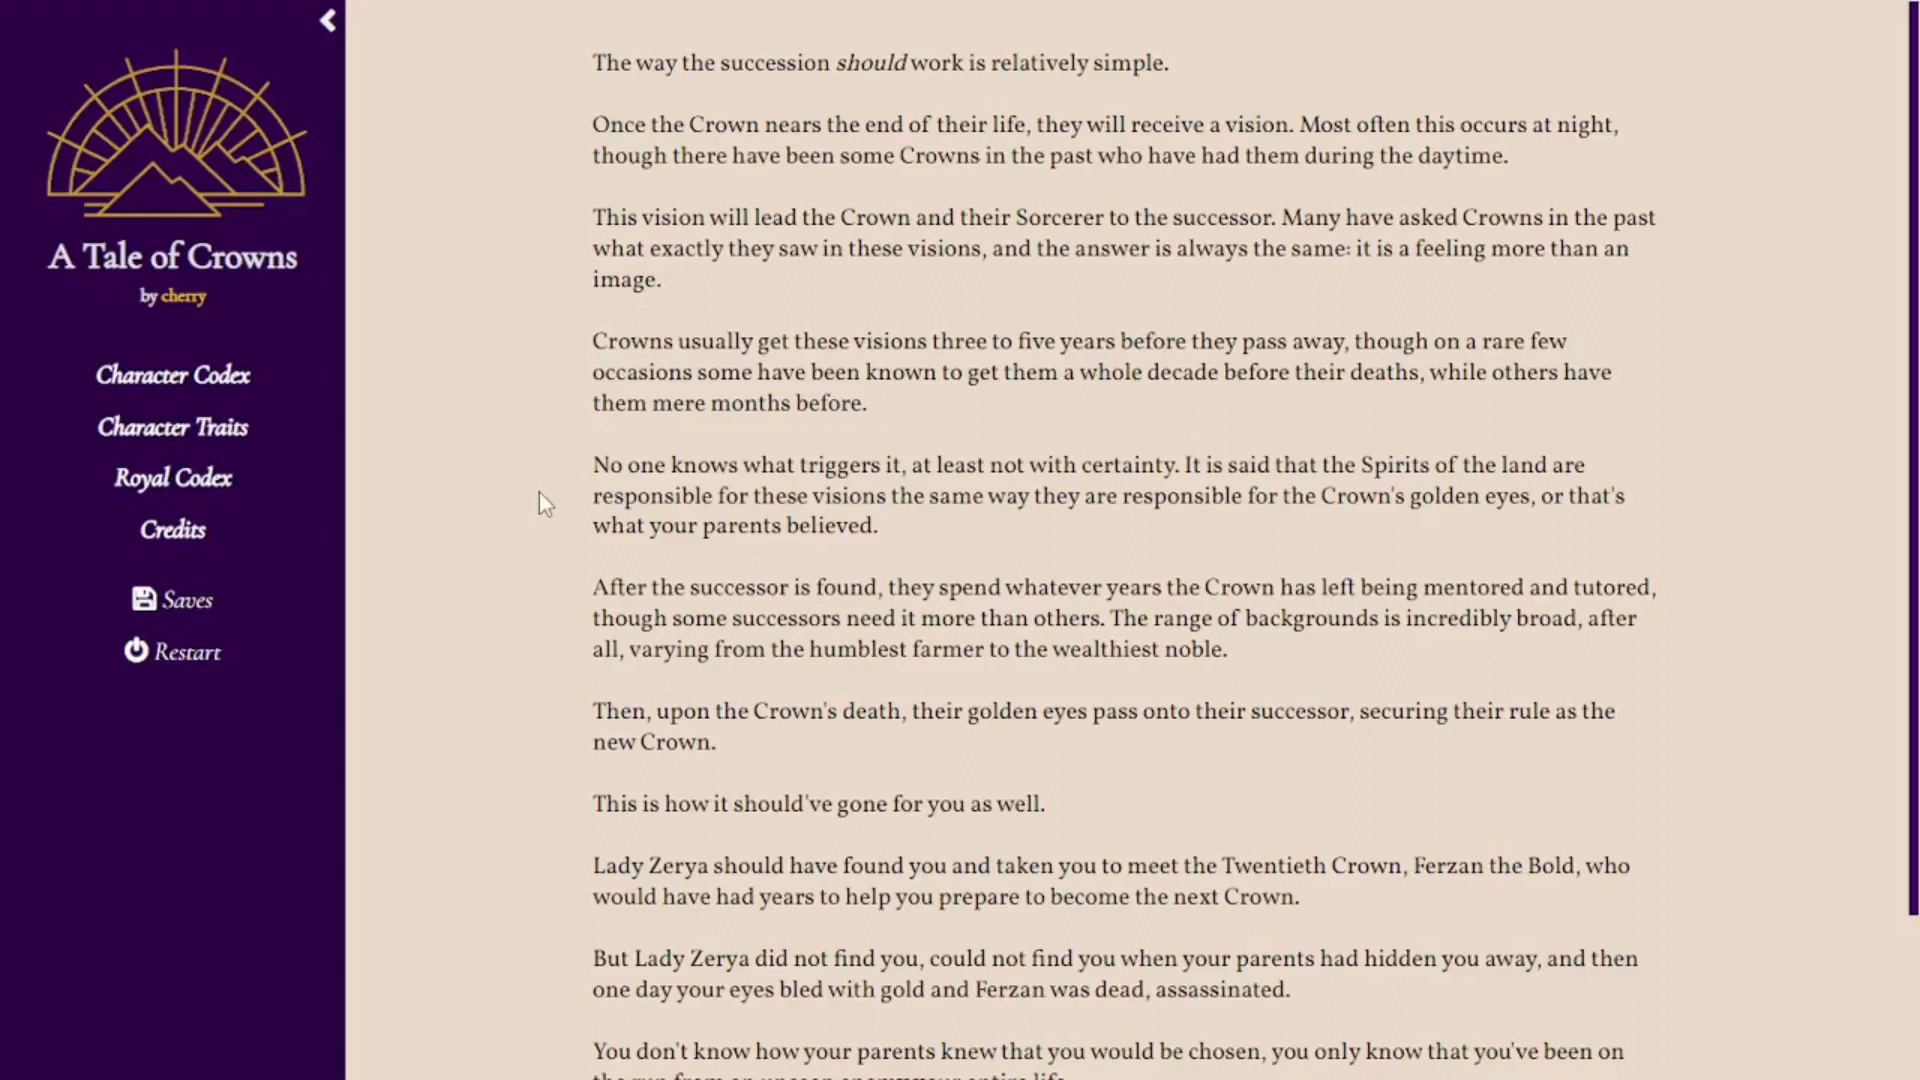 A Tale of Crowns
by cherry
Character Codex
Character Traits
Royal Codex
Credits
Saves
Restart
The way the succession should work is relatively simple.
Once the Crown nears the end of their life, they will receive a vision. Most often this occurs at night,
though there have been some Crowns in the past who have had them during the daytime.
This vision will lead the Crown and their Sorcerer to the successor. Many have asked Crowns in the past
what exactly they saw in these visions, and the answer is always the same: it is a feeling more than an
image.
Crowns usually get these visions three to five years before they pass away, though on a rare few
occasions some have been known to get them a whole decade before their deaths, while others have
them mere months before.
No one knows what triggers it, at least not with certainty. It is said that the Spirits of the land are
responsible for these visions the same way they are responsible for the Crown's golden eyes, or that's
what your parents believed.
After the successor is found, they spend whatever years the Crown has left being mentored and tutored,
though some successors need it more than others. The range of backgrounds is incredibly broad, after
all, varying from the humblest farmer to the wealthiest noble.
Then, upon the Crown's death, their golden eyes pass onto their successor, securing their rule as the
new Crown.
This is how it should've gone for you as well.
Lady Zerya should have found you and taken you to meet the Twentieth Crown, Ferzan the Bold, who
would have had years to help you prepare to become the next Crown.
But Lady Zerya did not find you, could not find you when your parents had hidden you away, and then
one day your eyes bled with gold and Ferzan was dead, assassinated.
You don't know how your parents knew that you would be chosen, you only know that you've been on